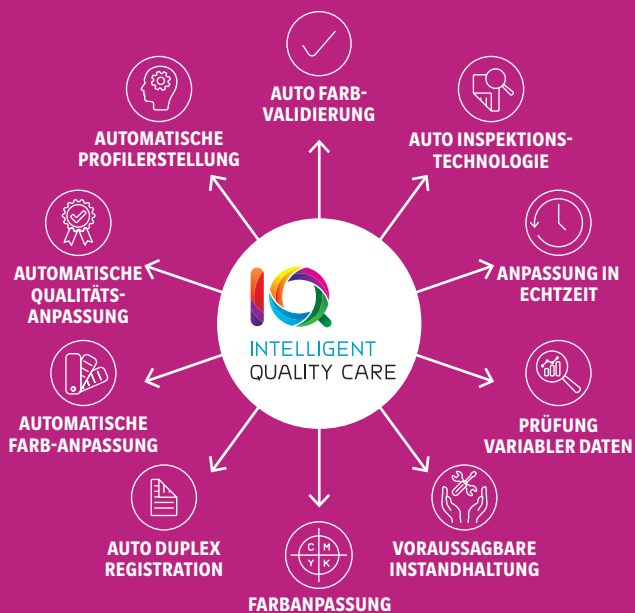 AUTO FARB-
VALIDIERUNG
AUTOMATISCHE
PROFILERSTELLUNG
AUTO INSPEKTIONS-
TECHNOLOGIE
AUTOMATISCHE
QUALITÄTS-
ANPASSUNG
ANPASSUNG IN
ECHTZEIT
IQ
INTELLIGENT
QUALITY CARE
AUTOMATISCHE
FARB-ANPASSUNG
PRÜFUNG
VARIABLER DATEN
AUTO DUPLEX
REGISTRATION
VORAUSSAGBARE
INSTANDHALTUNG
C M
Y K
FARBANPASSUNG